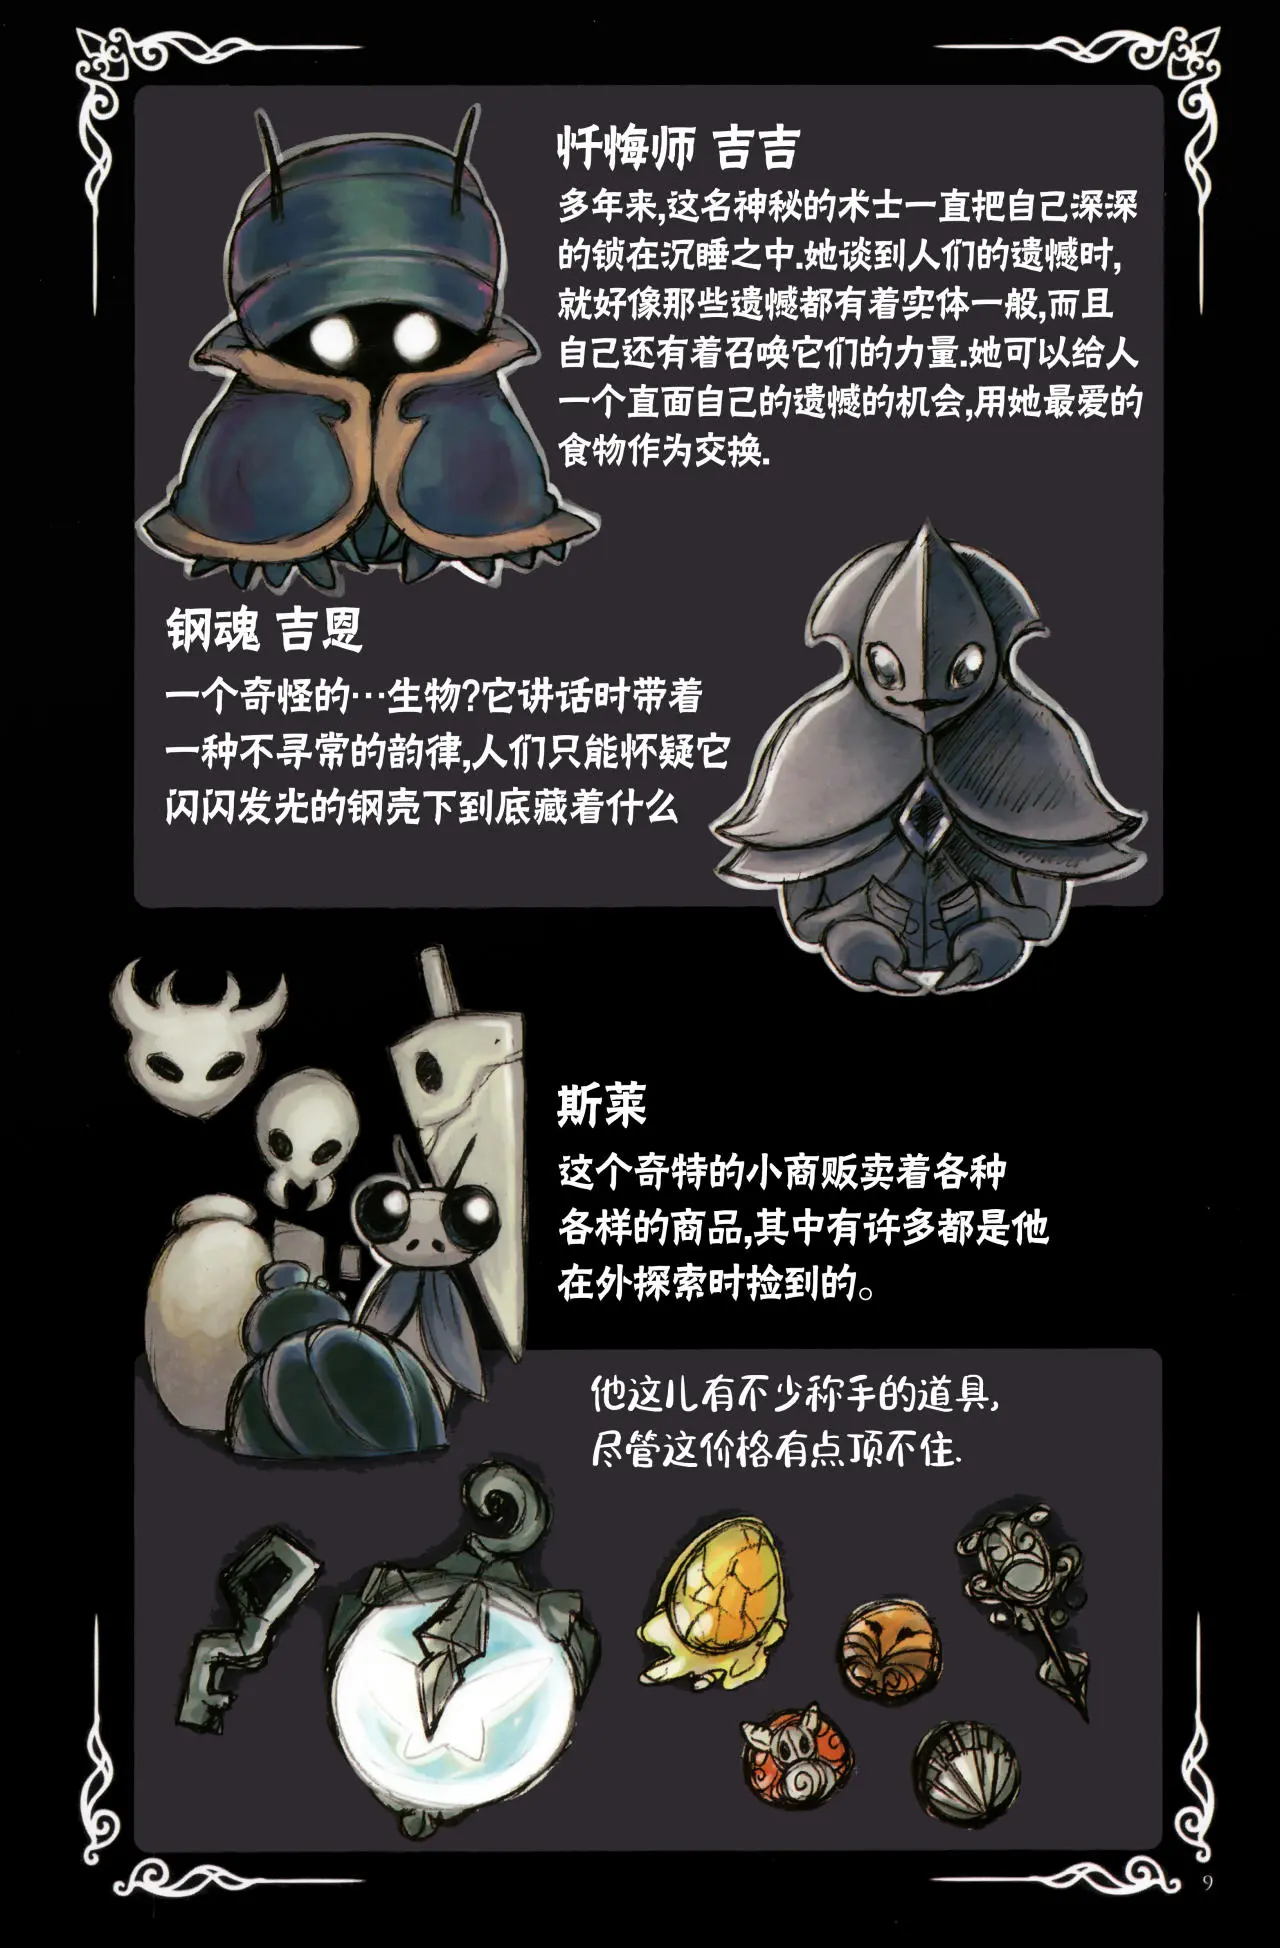 忏悔师 吉吉
多年来,这名神秘的术士一直把自己深深
的锁在沉睡之中.她谈到人们的遗憾时,
就好像那些遗憾都有着实体一般,而且
自己还有着召唤它们的力量.她可以给人
一个直面自己的遗憾的机会,用她最爱的
食物作为交换.
钢魂 吉恩
一个奇怪的…生物?它讲话时带着
一种不寻常的韵律,人们只能怀疑它
闪闪发光的钢壳下到底藏着什么
斯莱
这个奇特的小商贩卖着各种
各样的商品,其中有许多都是他
在外探索时捡到的。
他这儿有不少称手的道具,
尽管这价格有点顶不住.
9